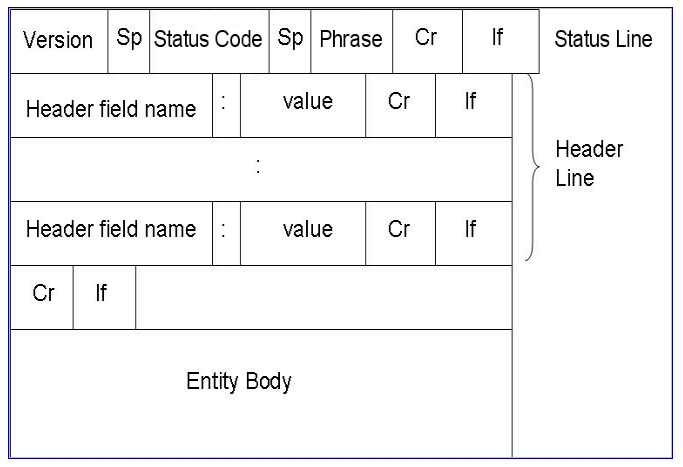 Version Sp Status Code Sp Phrase Cr lf Status Line
Header field name : value Cr lf
Header
Line
:
Header field name : value Cr lf
Cr lf
Entity Body